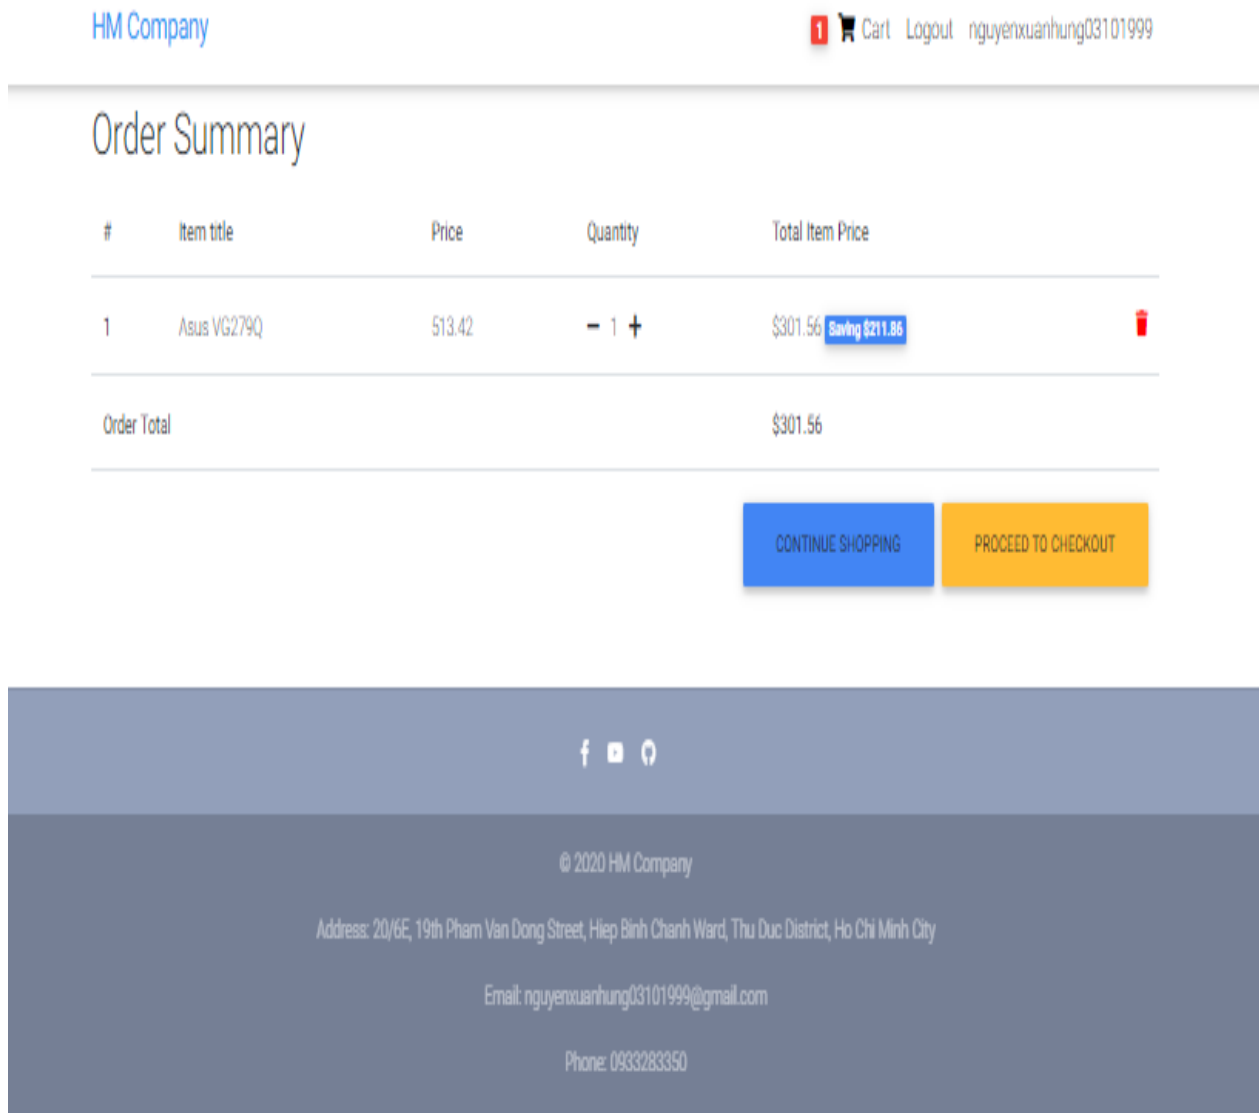 HM Company
1 Cart Logout nguyenxuanhung03101999
Order Summary
# Item title Price Quantity Total Item Price
1 Asus VG279Q 513.42 − 1 + $301.56 Saving $211.86
Order Total $301.56
CONTINUE SHOPPING PROCEED TO CHECKOUT
© 2020 HM Company
Address: 20/6E, 19th Pham Van Dong Street, Hiep Binh Chanh Ward, Thu Duc District, Ho Chi Minh City
Email: nguyenxuanhung03101999@gmail.com
Phone: 0933283350